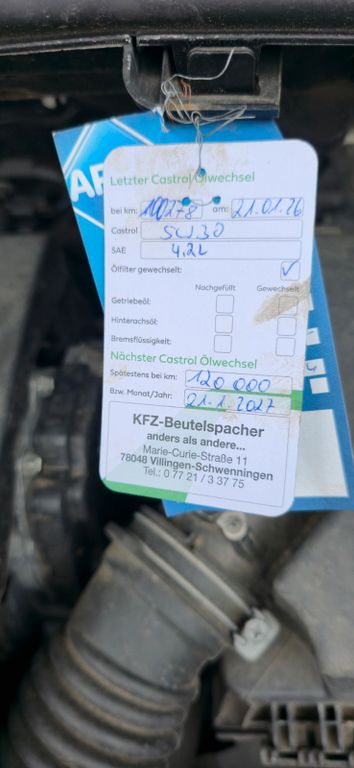 Letzter Castrol Ölwechsel
bei km: 100278 am: 21.01.26
Castrol 5W30
SAE 4,2L
Ölfilter gewechselt: ✓
Nachgefüllt Gewechselt
Getriebeöl:
Hinterachsöl:
Bremsflüssigkeit:
Nächster Castrol Ölwechsel
Spätestens bei km: 120 000
Bzw. Monat/Jahr: 21.1.2027
KFZ-Beutelspacher
anders als andere...
Marie-Curie-Straße 11
78048 Villingen-Schwenningen
Tel.: 0 77 21 / 3 37 75